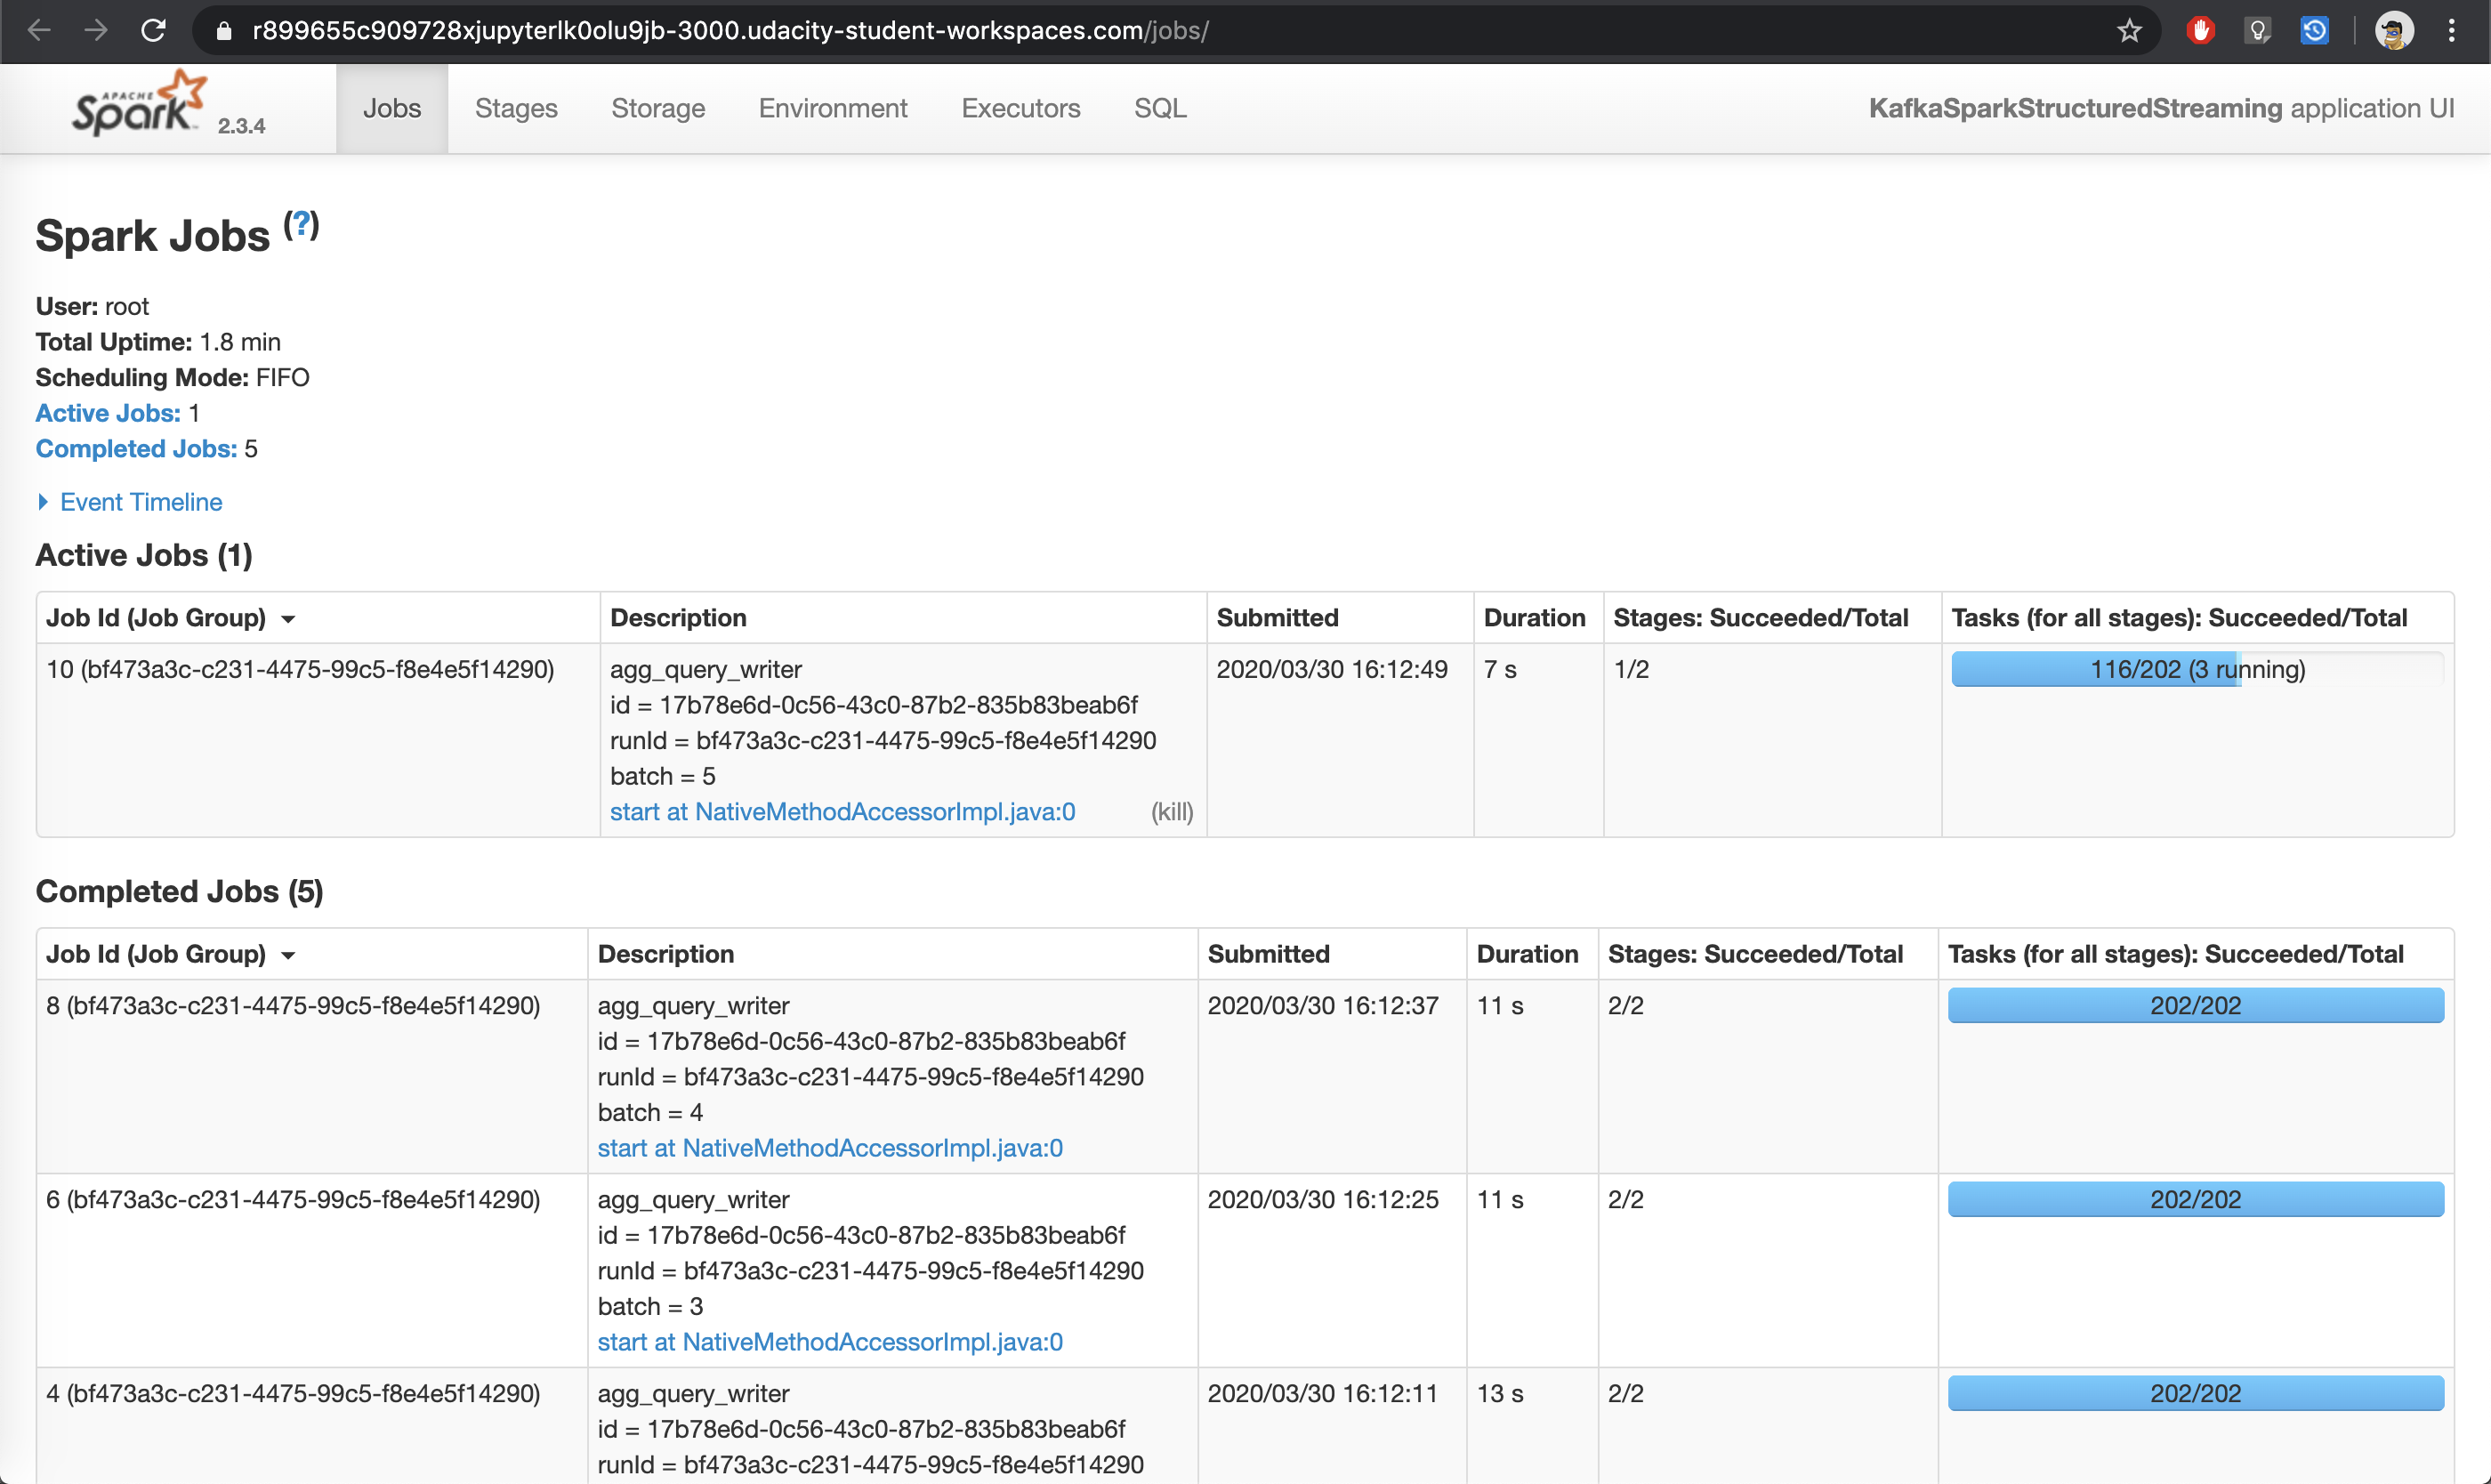 r899655c909728xjupyterlk0olu9jb-3000.udacity-student-workspaces.com/jobs/
APACHE Spark 2.3.4 Jobs Stages Storage Environment Executors SQL KafkaSparkStructuredStreaming application UI
Spark Jobs (?)
User: root
Total Uptime: 1.8 min
Scheduling Mode: FIFO
Active Jobs: 1
Completed Jobs: 5
Event Timeline
Active Jobs (1)
Job Id (Job Group) Description Submitted Duration Stages: Succeeded/Total Tasks (for all stages): Succeeded/Total
10 (bf473a3c-c231-4475-99c5-f8e4e5f14290) agg_query_writer 2020/03/30 16:12:49 7 s 1/2 116/202 (3 running)
id = 17b78e6d-0c56-43c0-87b2-835b83beab6f
runId = bf473a3c-c231-4475-99c5-f8e4e5f14290
batch = 5
start at NativeMethodAccessorImpl.java:0 (kill)
Completed Jobs (5)
Job Id (Job Group) Description Submitted Duration Stages: Succeeded/Total Tasks (for all stages): Succeeded/Total
8 (bf473a3c-c231-4475-99c5-f8e4e5f14290) agg_query_writer 2020/03/30 16:12:37 11 s 2/2 202/202
id = 17b78e6d-0c56-43c0-87b2-835b83beab6f
runId = bf473a3c-c231-4475-99c5-f8e4e5f14290
batch = 4
start at NativeMethodAccessorImpl.java:0
6 (bf473a3c-c231-4475-99c5-f8e4e5f14290) agg_query_writer 2020/03/30 16:12:25 11 s 2/2 202/202
id = 17b78e6d-0c56-43c0-87b2-835b83beab6f
runId = bf473a3c-c231-4475-99c5-f8e4e5f14290
batch = 3
start at NativeMethodAccessorImpl.java:0
4 (bf473a3c-c231-4475-99c5-f8e4e5f14290) agg_query_writer 2020/03/30 16:12:11 13 s 2/2 202/202
id = 17b78e6d-0c56-43c0-87b2-835b83beab6f
runId = bf473a3c-c231-4475-99c5-f8e4e5f14290